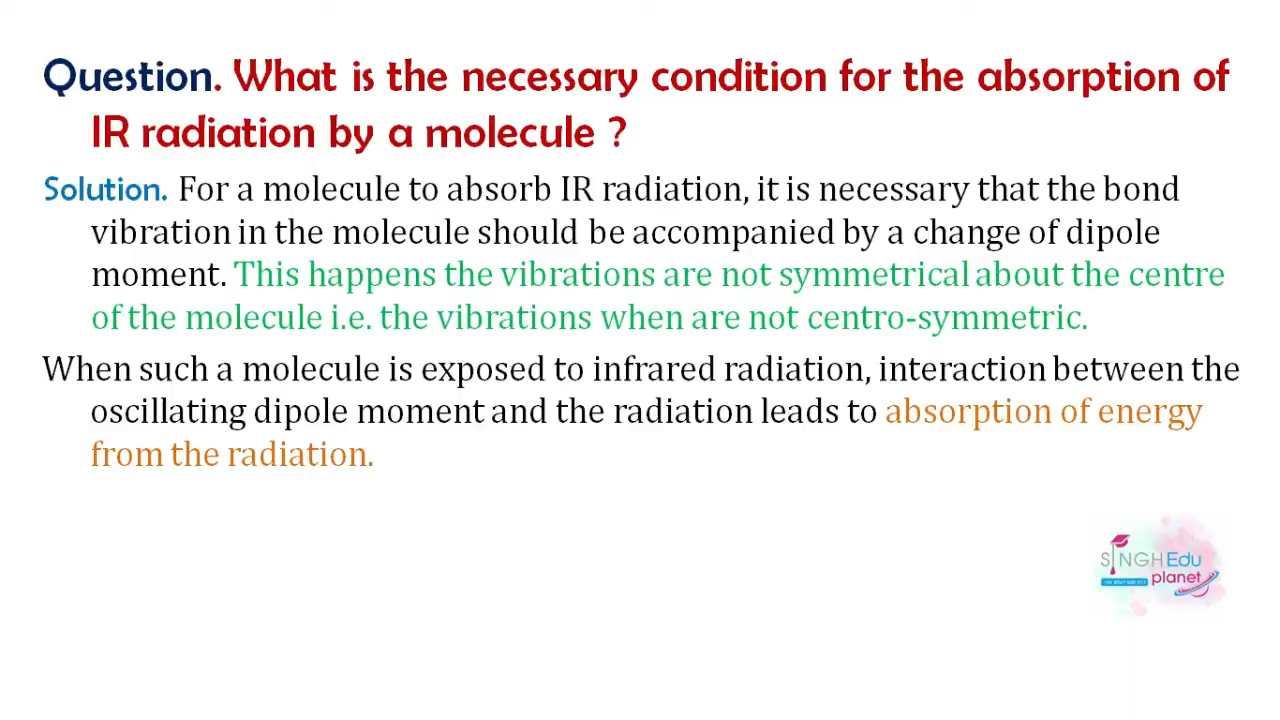 Question. What is the necessary condition for the absorption of
IR radiation by a molecule ?
Solution. For a molecule to absorb IR radiation, it is necessary that the bond
vibration in the molecule should be accompanied by a change of dipole
moment. This happens the vibrations are not symmetrical about the centre
of the molecule i.e. the vibrations when are not centro-symmetric.
When such a molecule is exposed to infrared radiation, interaction between the
oscillating dipole moment and the radiation leads to absorption of energy
from the radiation.
SINGH Edu
planet